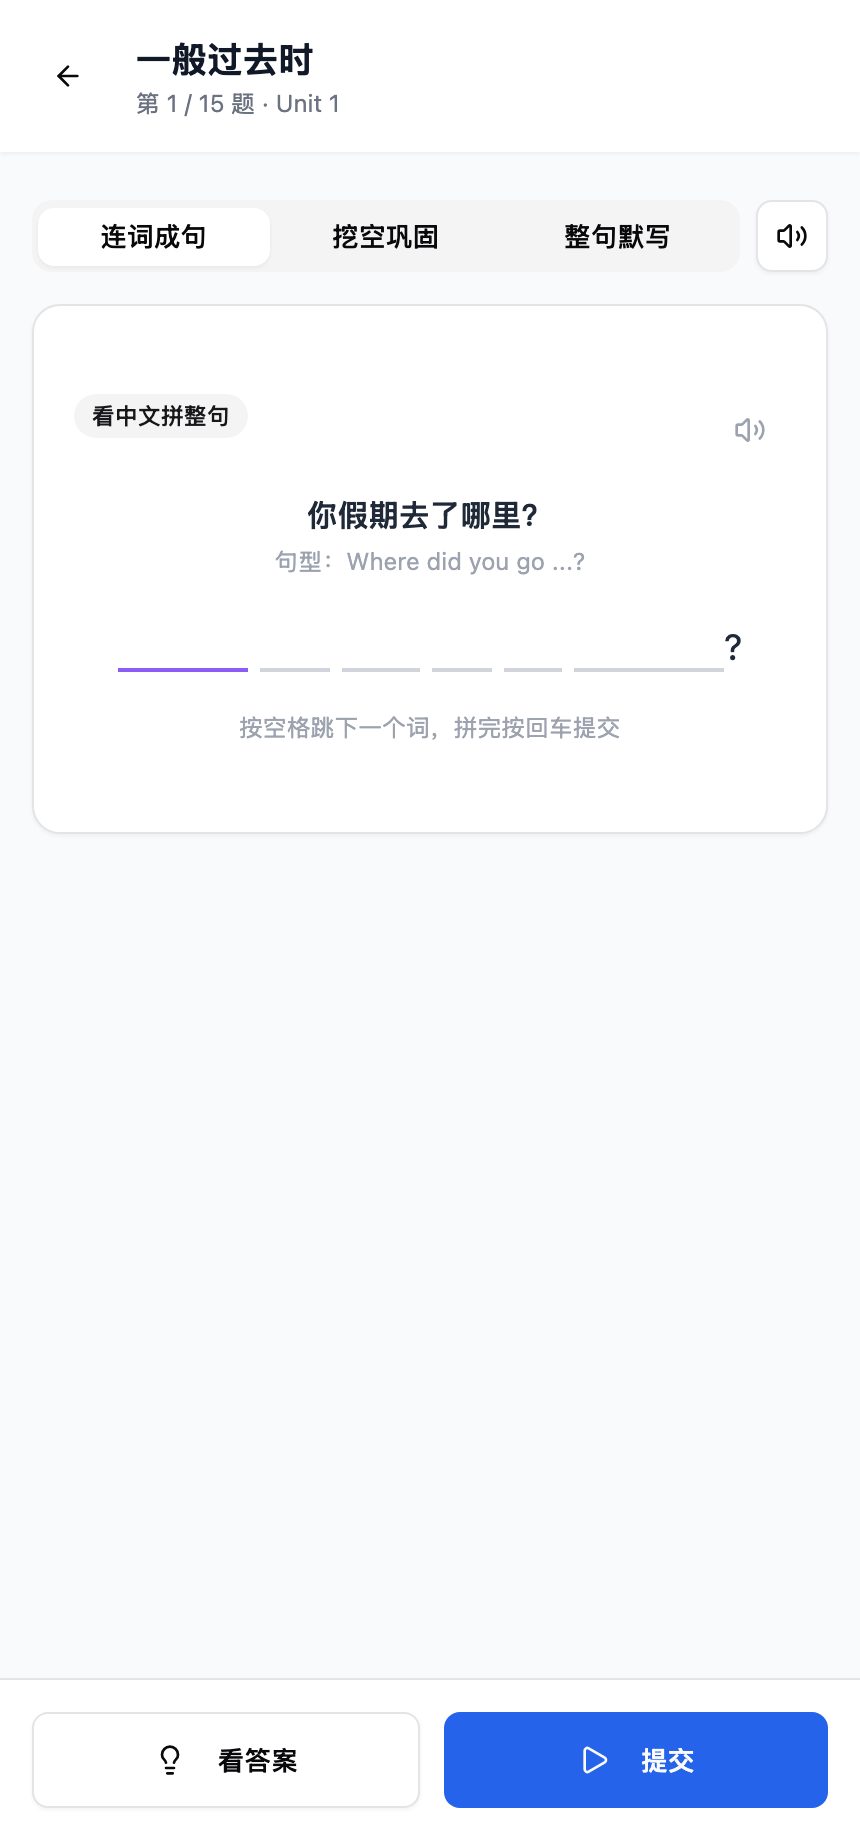 一般过去时
第 1 / 15 题 · Unit 1
连词成句 挖空巩固 整句默写
看中文拼整句
你假期去了哪里?
句型：Where did you go ...?
?
按空格跳下一个词，拼完按回车提交
看答案 提交